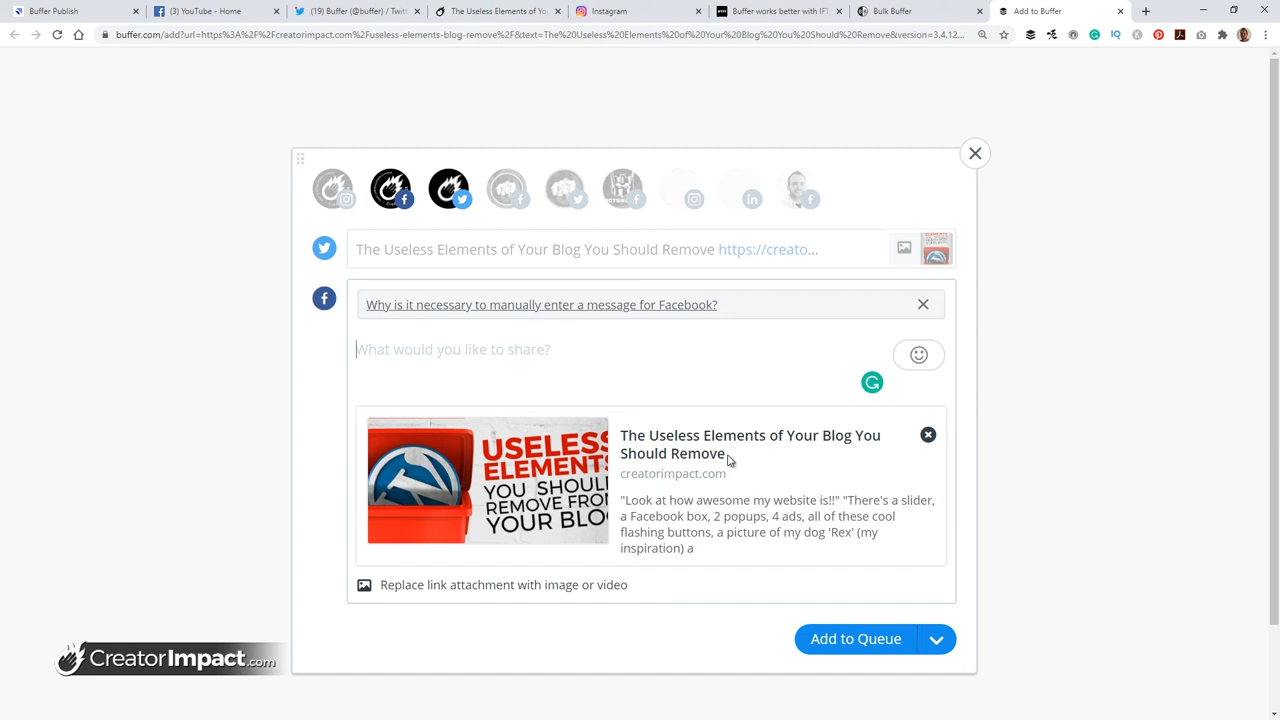 Buffer Publish
(3) YouTube - Home
(19) Buffer (@buffer) / Twitt
The Useless Elements of Yo
Instagram
Buffer works better with IFT
Bulk Buffer
Add to Buffer
buffer.com/add?url=https%3A%2F%2Fcreatorimpact.com%2Fuseless-elements-blog-remove%2F&text=The%20Useless%20Elements%20of%20Your%20Blog%20You%20Should%20Remove&version=3.4.12...
The Useless Elements of Your Blog You Should Remove https://creato...
Why is it necessary to manually enter a message for Facebook?
What would you like to share?
USELESS
ELEMENTS
YOU SHOULD
REMOVE FRO
YOUR BLO
The Useless Elements of Your Blog You
Should Remove
creatorimpact.com
"Look at how awesome my website is!!" "There's a slider,
a Facebook box, 2 popups, 4 ads, all of these cool
flashing buttons, a picture of my dog 'Rex' (my
inspiration) a
Replace link attachment with image or video
Add to Queue
CreatorImpact.com